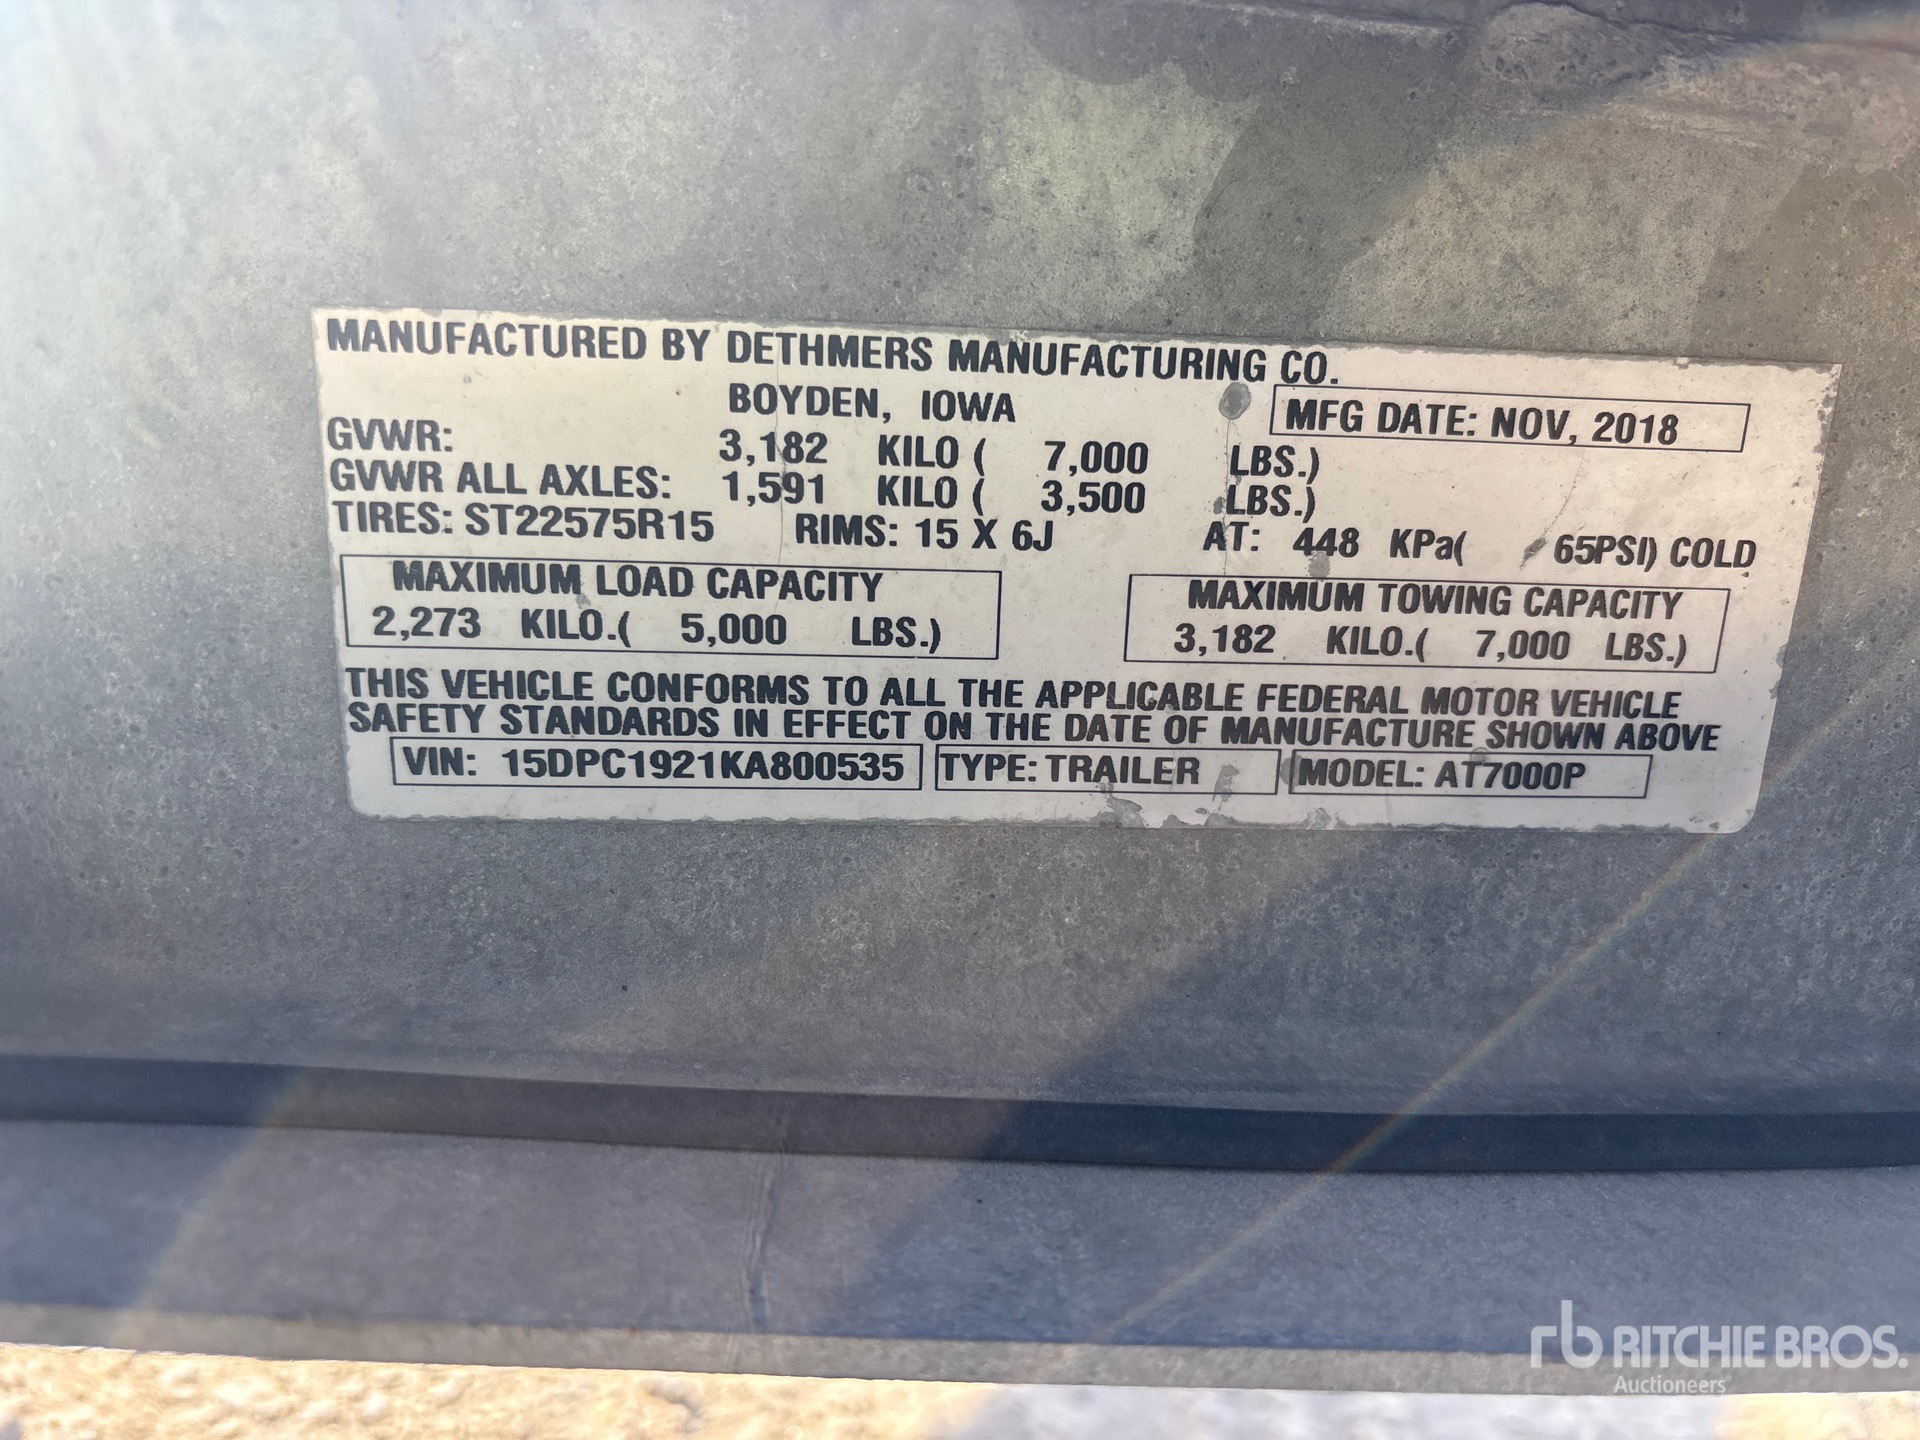 MANUFACTURED BY DETHMERS MANUFACTURING CO.
BOYDEN, IOWA
MFG DATE: NOV, 2018
GVWR: 3,182 KILO ( 7,000 LBS.)
GVWR ALL AXLES: 1,591 KILO ( 3,500 LBS.)
TIRES: ST22575R15 RIMS: 15 X 6J AT: 448 KPa( 65PSI) COLD
MAXIMUM LOAD CAPACITY
2,273 KILO.( 5,000 LBS.)
MAXIMUM TOWING CAPACITY
3,182 KILO.( 7,000 LBS.)
THIS VEHICLE CONFORMS TO ALL THE APPLICABLE FEDERAL MOTOR VEHICLE
SAFETY STANDARDS IN EFFECT ON THE DATE OF MANUFACTURE SHOWN ABOVE
VIN: 15DPC1921KA800535 TYPE: TRAILER MODEL: AT7000P
rb RITCHIE BROS.
Auctioneers